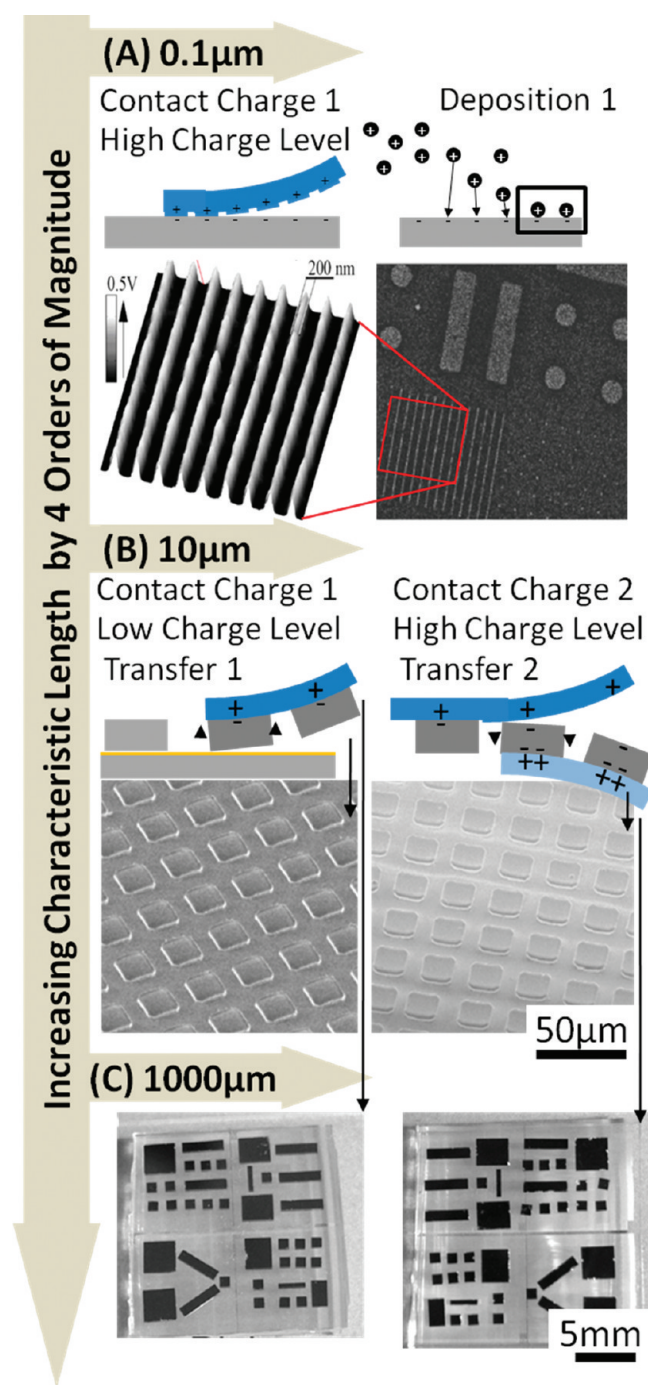 Increasing Characteristic Length by 4 Orders of Magnitude
(A) 0.1µm
Contact Charge 1
High Charge Level
Deposition 1
+ + + + + +
- - - - - -
+ + + + + + + + + +
- - - - - -
0.5V
200 nm
(B) 10µm
Contact Charge 1
Low Charge Level
Transfer 1
+ +
- -
Contact Charge 2
High Charge Level
Transfer 2
+ + +
- - -
- - - -
++ ++
50µm
(C) 1000µm
5mm